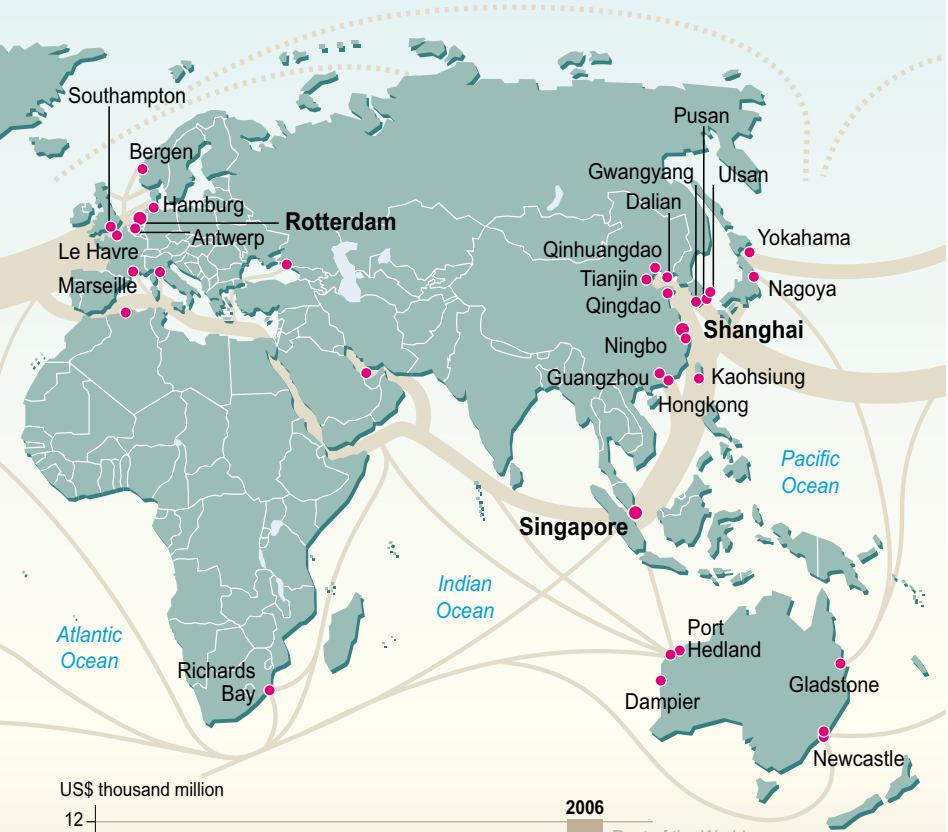 Southampton
Pusan
Bergen
Gwangyang
Ulsan
Dalian
Hamburg
Rotterdam
Antwerp
Yokahama
Le Havre
Qinhuangdao
Tianjin
Marseille
Nagoya
Qingdao
Shanghai
Ningbo
Guangzhou
Kaohsiung
Hongkong
Pacific
Ocean
Singapore
Indian
Ocean
Atlantic
Ocean
Port
Hedland
Richards
Bay
Gladstone
Dampier
Newcastle
US$ thousand million
2006
12